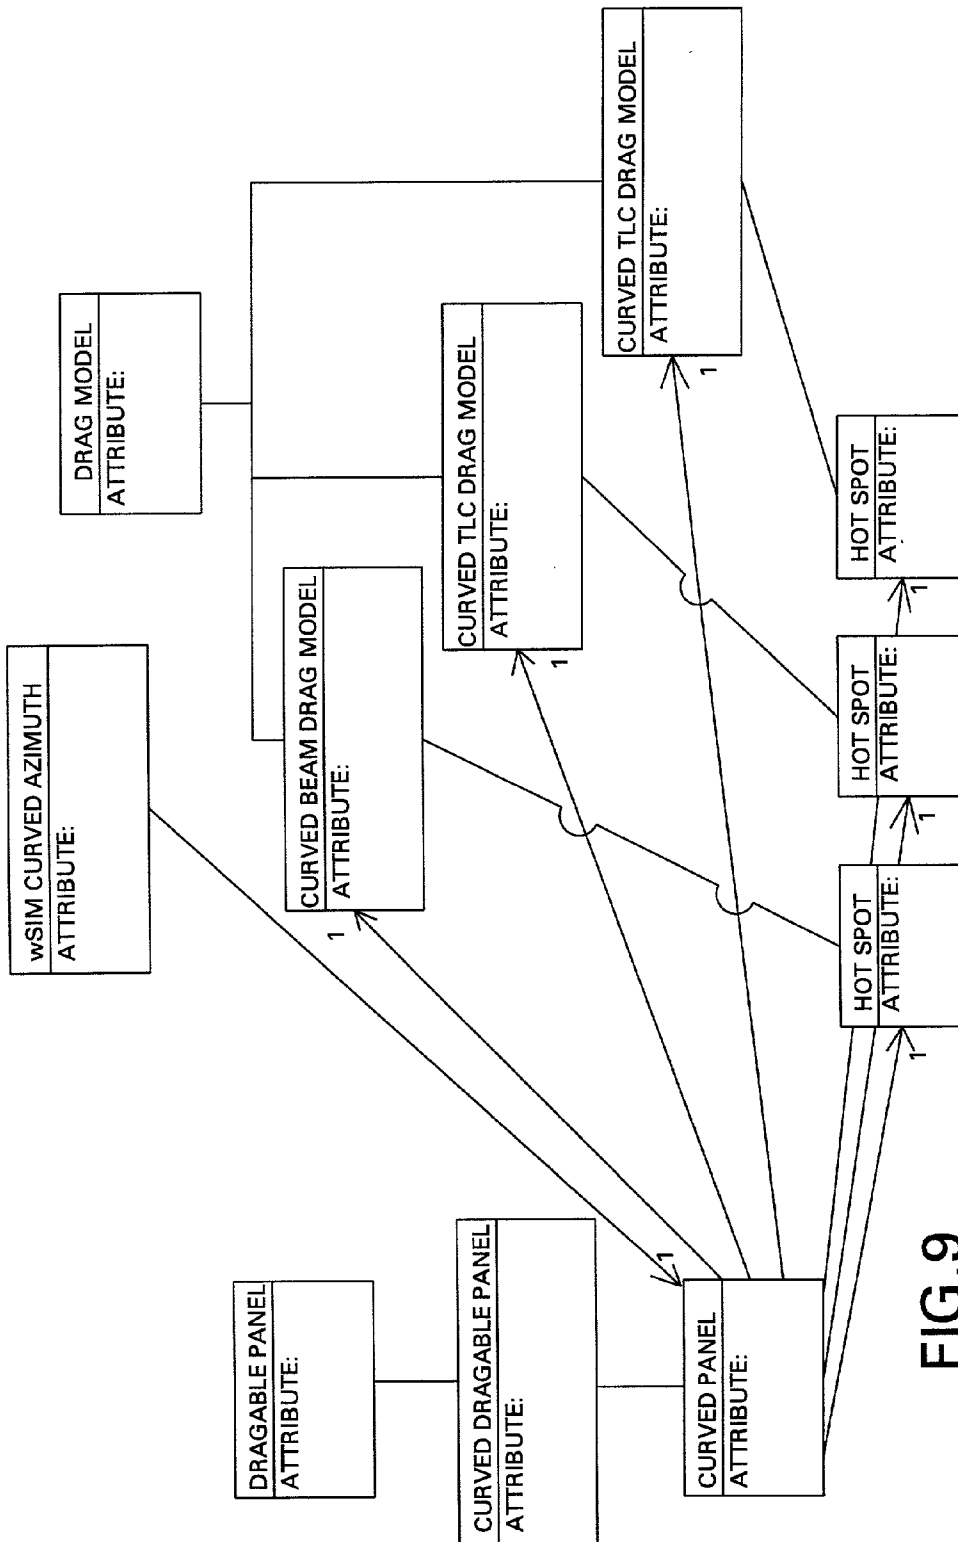 DRAGABLE PANEL
ATTRIBUTE:
CURVED DRAGABLE PANEL
ATTRIBUTE:
CURVED PANEL
ATTRIBUTE:
1
wSIM CURVED AZIMUTH
ATTRIBUTE:
DRAG MODEL
ATTRIBUTE:
CURVED BEAM DRAG MODEL
ATTRIBUTE:
1
CURVED TLC DRAG MODEL
ATTRIBUTE:
1
CURVED TLC DRAG MODEL
ATTRIBUTE:
1
HOT SPOT
ATTRIBUTE:
1
HOT SPOT
ATTRIBUTE:
1
HOT SPOT
ATTRIBUTE:
1
FIG.9